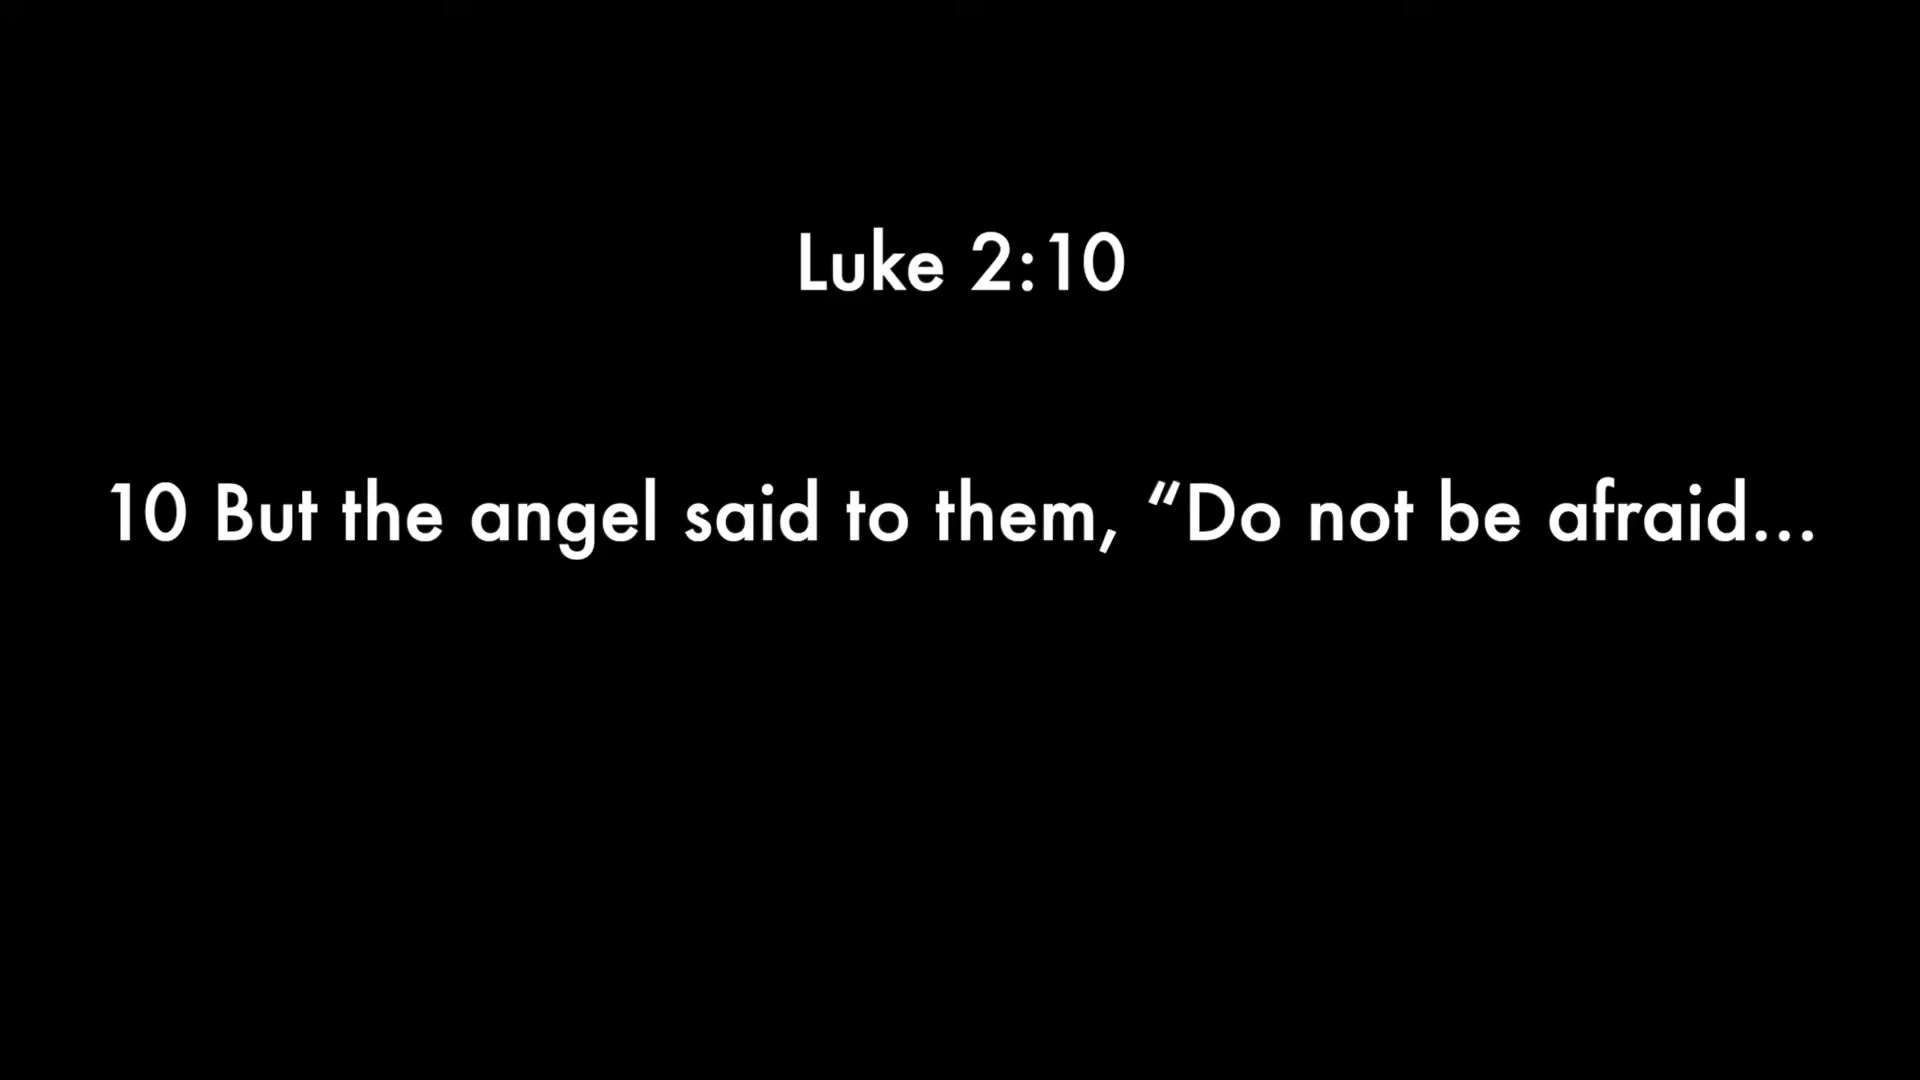 Luke 2:10
10 But the angel said to them, “Do not be afraid...